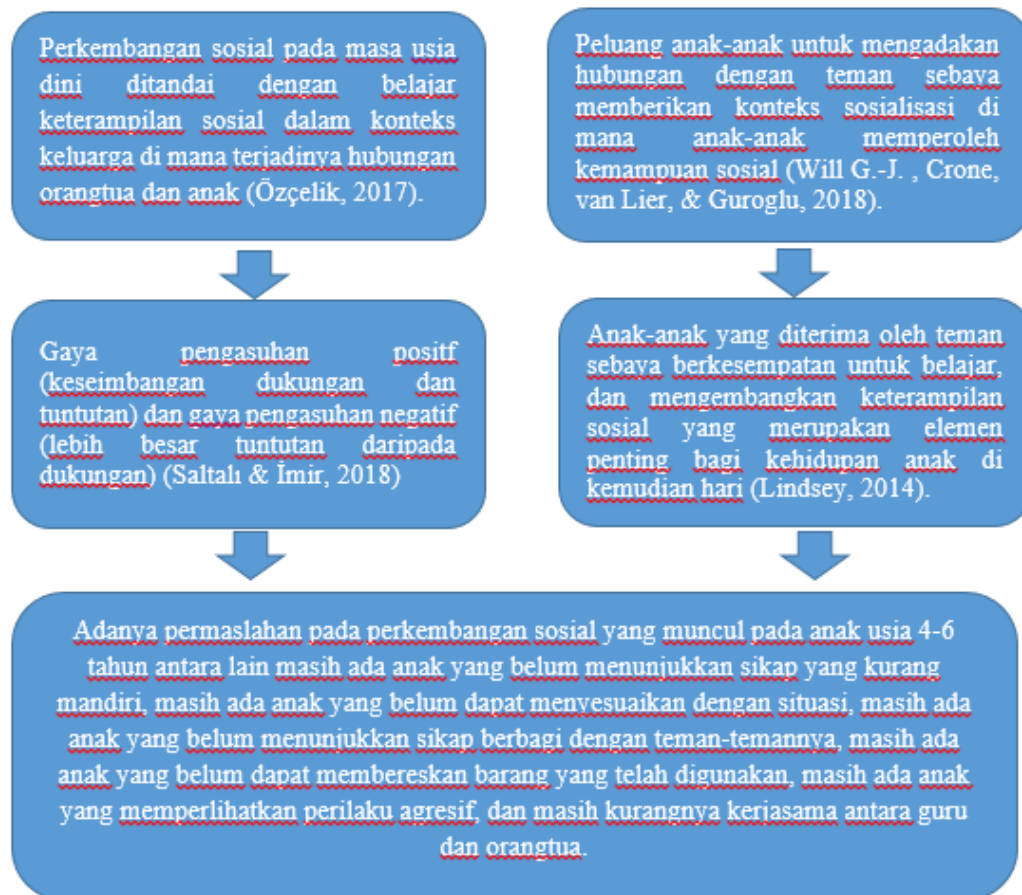 Perkembangan sosial pada masa usia
dini ditandai dengan belajar
keterampilan sosial dalam konteks
keluarga di mana terjadinya hubungan
orangtua dan anak (Özçelik, 2017).
Peluang anak-anak untuk mengadakan
hubungan dengan teman sebaya
memberikan konteks sosialisasi di
mana anak-anak memperoleh
kemampuan sosial (Will G.-J. , Crone,
van Lier, & Guroglu, 2018).
Gaya pengasuhan positf
(keseimbangan dukungan dan
tuntutan) dan gaya pengasuhan negatif
(lebih besar tuntutan daripada
dukungan) (Saltalı & İmir, 2018)
Anak-anak yang diterima oleh teman
sebaya berkesempatan untuk belajar,
dan mengembangkan keterampilan
sosial yang merupakan elemen
penting bagi kehidupan anak di
kemudian hari (Lindsey, 2014).
Adanya permaslahan pada perkembangan sosial yang muncul pada anak usia 4-6
tahun antara lain masih ada anak yang belum menunjukkan sikap yang kurang
mandiri, masih ada anak yang belum dapat menyesuaikan dengan situasi, masih ada
anak yang belum menunjukkan sikap berbagi dengan teman-temannya, masih ada
anak yang belum dapat membereskan barang yang telah digunakan, masih ada anak
yang memperlihatkan perilaku agresif, dan masih kurangnya kerjasama antara guru
dan orangtua.